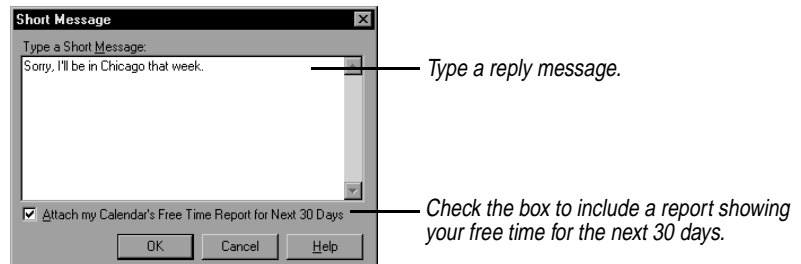 Short Message
Type a Short Message:
Sorry, I'll be in Chicago that week.
Type a reply message.
Attach my Calendar's Free Time Report for Next 30 Days
Check the box to include a report showing
your free time for the next 30 days.
OK Cancel Help